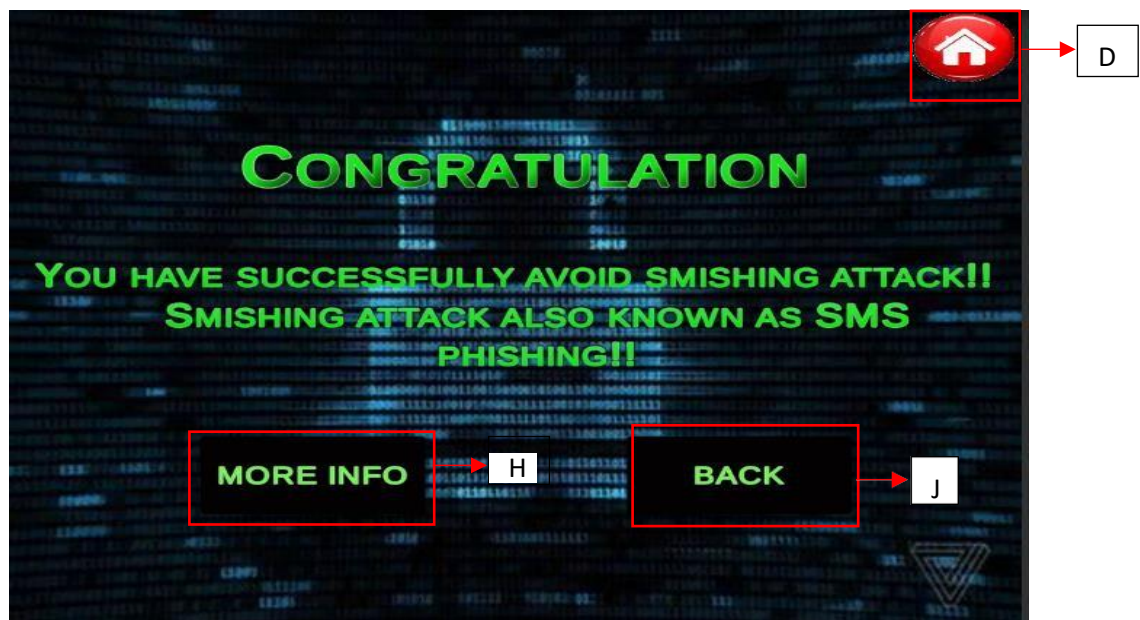 D
CONGRATULATION
YOU HAVE SUCCESSFULLY AVOID SMISHING ATTACK!!
SMISHING ATTACK ALSO KNOWN AS SMS
PHISHING!!
MORE INFO
H
BACK
J